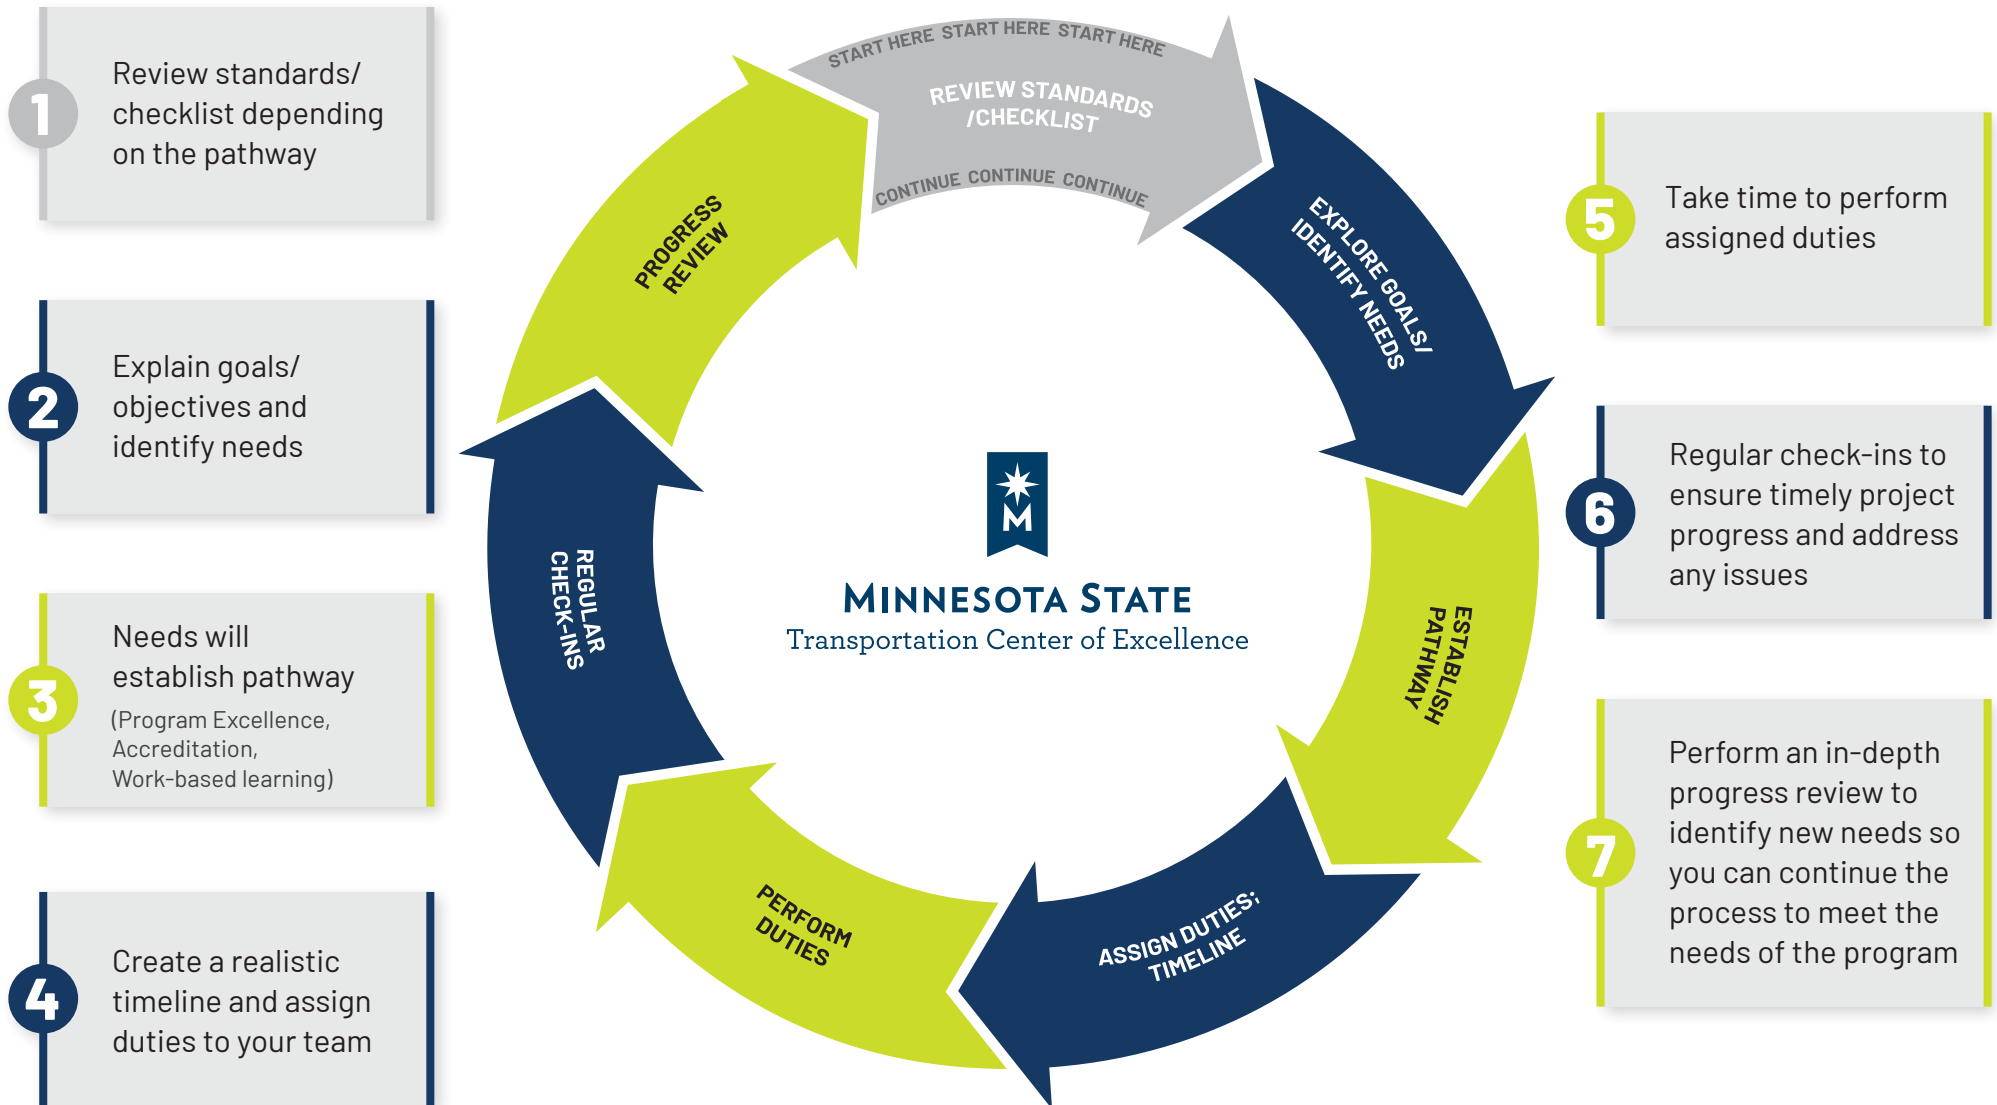 1
Review standards/
checklist depending
on the pathway
2
Explain goals/
objectives and
identify needs
3
Needs will
establish pathway
(Program Excellence,
Accreditation,
Work-based learning)
4
Create a realistic
timeline and assign
duties to your team
START HERE START HERE START HERE
REVIEW STANDARDS
/CHECKLIST
CONTINUE CONTINUE CONTINUE
EXPLORE GOALS/
IDENTIFY NEEDS
ESTABLISH
PATHWAY
ASSIGN DUTIES;
TIMELINE
PERFORM
DUTIES
REGULAR
CHECK-INS
PROGRESS
REVIEW
M
MINNESOTA STATE
Transportation Center of Excellence
5
Take time to perform
assigned duties
6
Regular check-ins to
ensure timely project
progress and address
any issues
7
Perform an in-depth
progress review to
identify new needs so
you can continue the
process to meet the
needs of the program